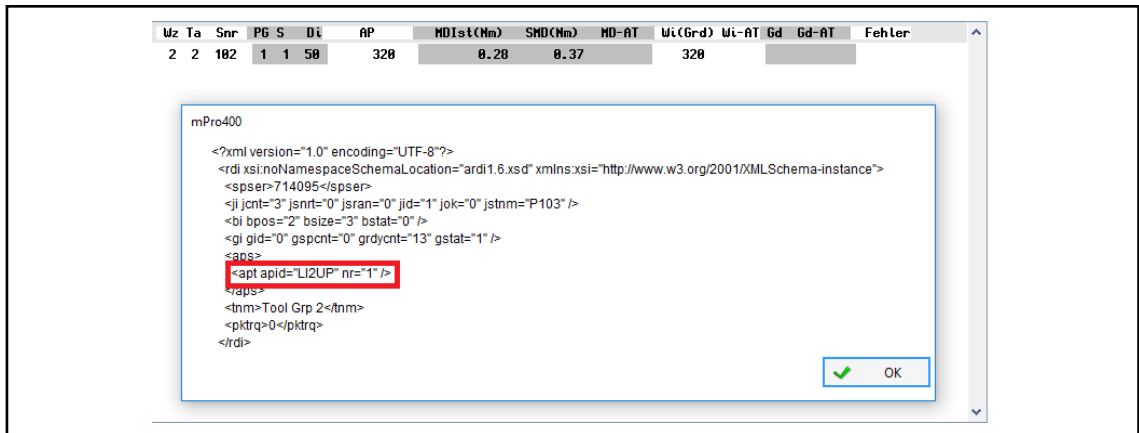 Wz Ta Snr PG S Di AP MDIst(Nm) SMD(Nm) MD-AT Wi(Grd) Wi-AT Gd Gd-AT Fehler
2 2 102 1 1 50 320 0.28 0.37 320
mPro400
<?xml version="1.0" encoding="UTF-8"?>
<rdi xsi:noNamespaceSchemaLocation="ardi1.6.xsd" xmlns:xsi="http://www.w3.org/2001/XMLSchema-instance">
<spser>714095</spser>
<ji jcnt="3" jsnrt="0" jsran="0" jid="1" jok="0" jstnm="P103" />
<bi bpos="2" bsize="3" bstat="0" />
<gi gid="0" gspcnt="0" grdycnt="13" gstat="1" />
<aps>
<apt apid="LI2UP" nr="1" />
</aps>
<tnm>Tool Grp 2</tnm>
<pktrq>0</pktrq>
</rdi>
OK